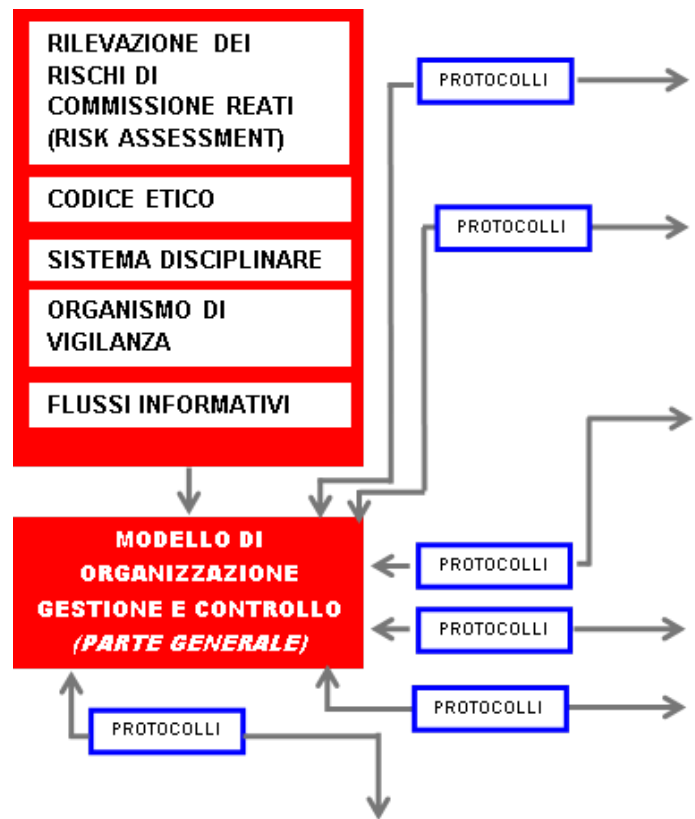 RILEVAZIONE DEI
RISCHI DI
COMMISSIONE REATI
(RISK ASSESSMENT)
CODICE ETICO
SISTEMA DISCIPLINARE
ORGANISMO DI
VIGILANZA
FLUSSI INFORMATIVI
PROTOCOLLI
PROTOCOLLI
MODELLO DI
ORGANIZZAZIONE
GESTIONE E CONTROLLO
(PARTE GENERALE)
PROTOCOLLI
PROTOCOLLI
PROTOCOLLI
PROTOCOLLI